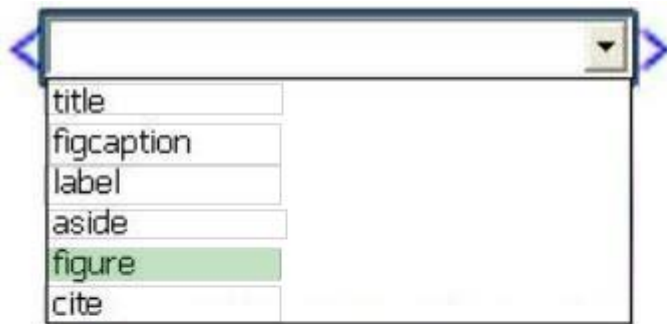 < >
title
figcaption
label
aside
figure
cite